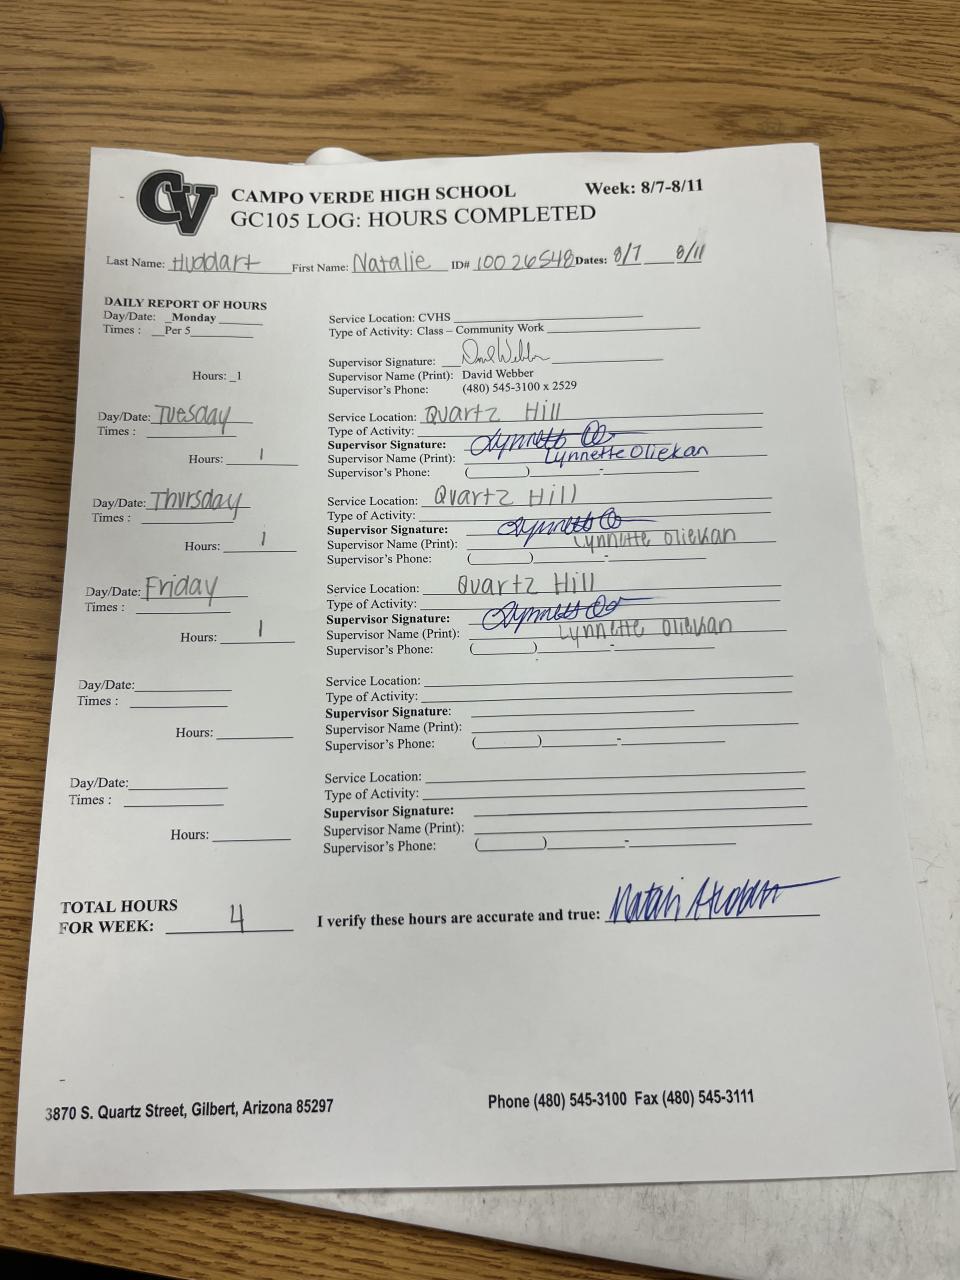 CV
CAMPO VERDE HIGH SCHOOL Week: 8/7-8/11
GC105 LOG: HOURS COMPLETED
Last Name: Huddart First Name: Natalie ID# 10026548 Dates: 8/7 8/11
DAILY REPORT OF HOURS
Day/Date: Monday Service Location: CVHS
Times : Per 5 Type of Activity: Class – Community Work
Supervisor Signature: David Webber
Hours: 1 Supervisor Name (Print): David Webber
Supervisor's Phone: (480) 545-3100 x 2529
Day/Date: Tuesday Service Location: Quartz Hill
Times : Type of Activity:
Supervisor Signature: Lynnette O
Hours: 1 Supervisor Name (Print): Lynnette Oliekan
Supervisor's Phone: ( ) -
Day/Date: Thursday Service Location: Quartz Hill
Times : Type of Activity:
Supervisor Signature: Lynnette O
Hours: 1 Supervisor Name (Print): Lynnette Oliekan
Supervisor's Phone: ( ) -
Day/Date: Friday Service Location: Quartz Hill
Times : Type of Activity:
Supervisor Signature: Lynnette O
Hours: 1 Supervisor Name (Print): Lynnette Oliekan
Supervisor's Phone: ( ) -
Day/Date: Service Location:
Times : Type of Activity:
Supervisor Signature:
Hours: Supervisor Name (Print):
Supervisor's Phone: ( ) -
Day/Date: Service Location:
Times : Type of Activity:
Supervisor Signature:
Hours: Supervisor Name (Print):
Supervisor's Phone: ( ) -
TOTAL HOURS
FOR WEEK: 4 I verify these hours are accurate and true:
3870 S. Quartz Street, Gilbert, Arizona 85297 Phone (480) 545-3100 Fax (480) 545-3111